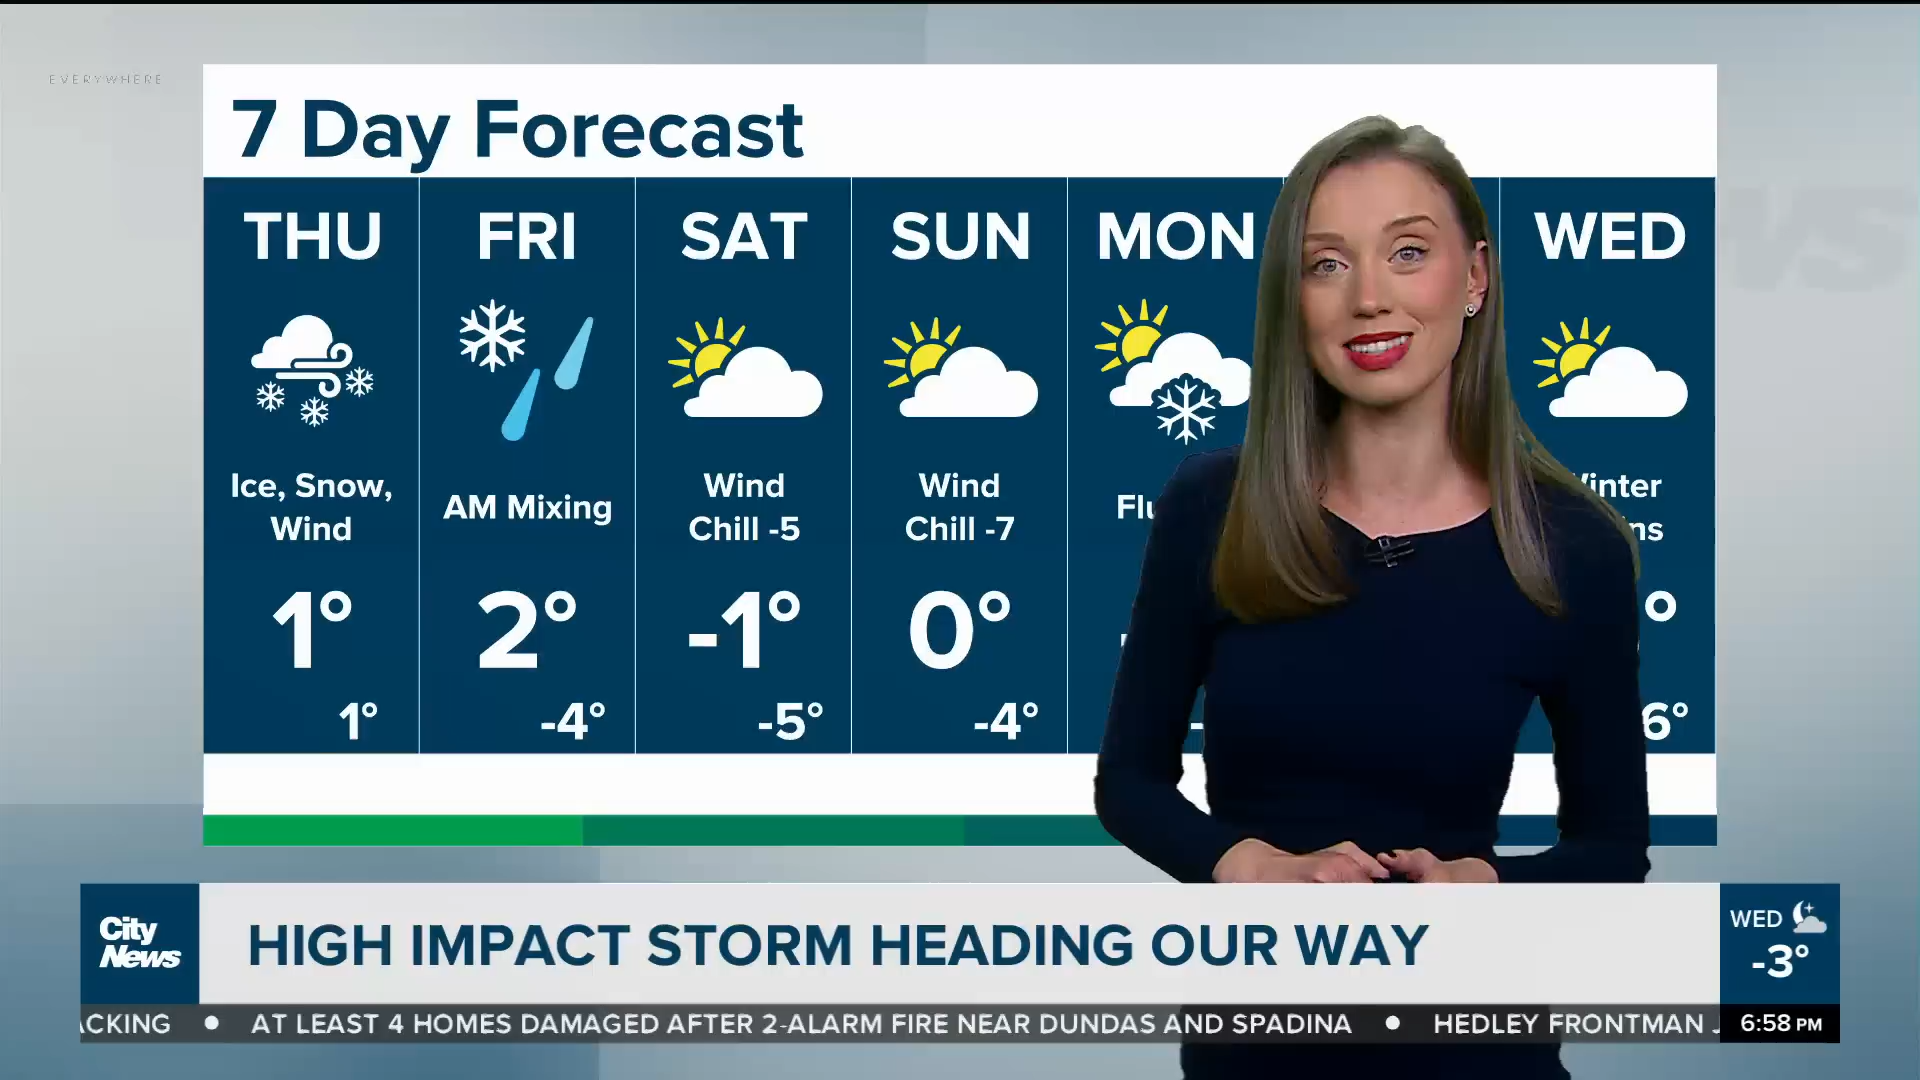 EVERYWHERE
7 Day Forecast
THU
FRI
SAT
SUN
MON
WED
Ice, Snow,
Wind
AM Mixing
Wind
Chill -5
Wind
Chill -7
1°
2°
-1°
0°
1°
-4°
-5°
-4°
6°
City
News
HIGH IMPACT STORM HEADING OUR WAY
WED
-3°
AT LEAST 4 HOMES DAMAGED AFTER 2-ALARM FIRE NEAR DUNDAS AND SPADINA • HEDLEY FRONTMAN J
6:58 PM